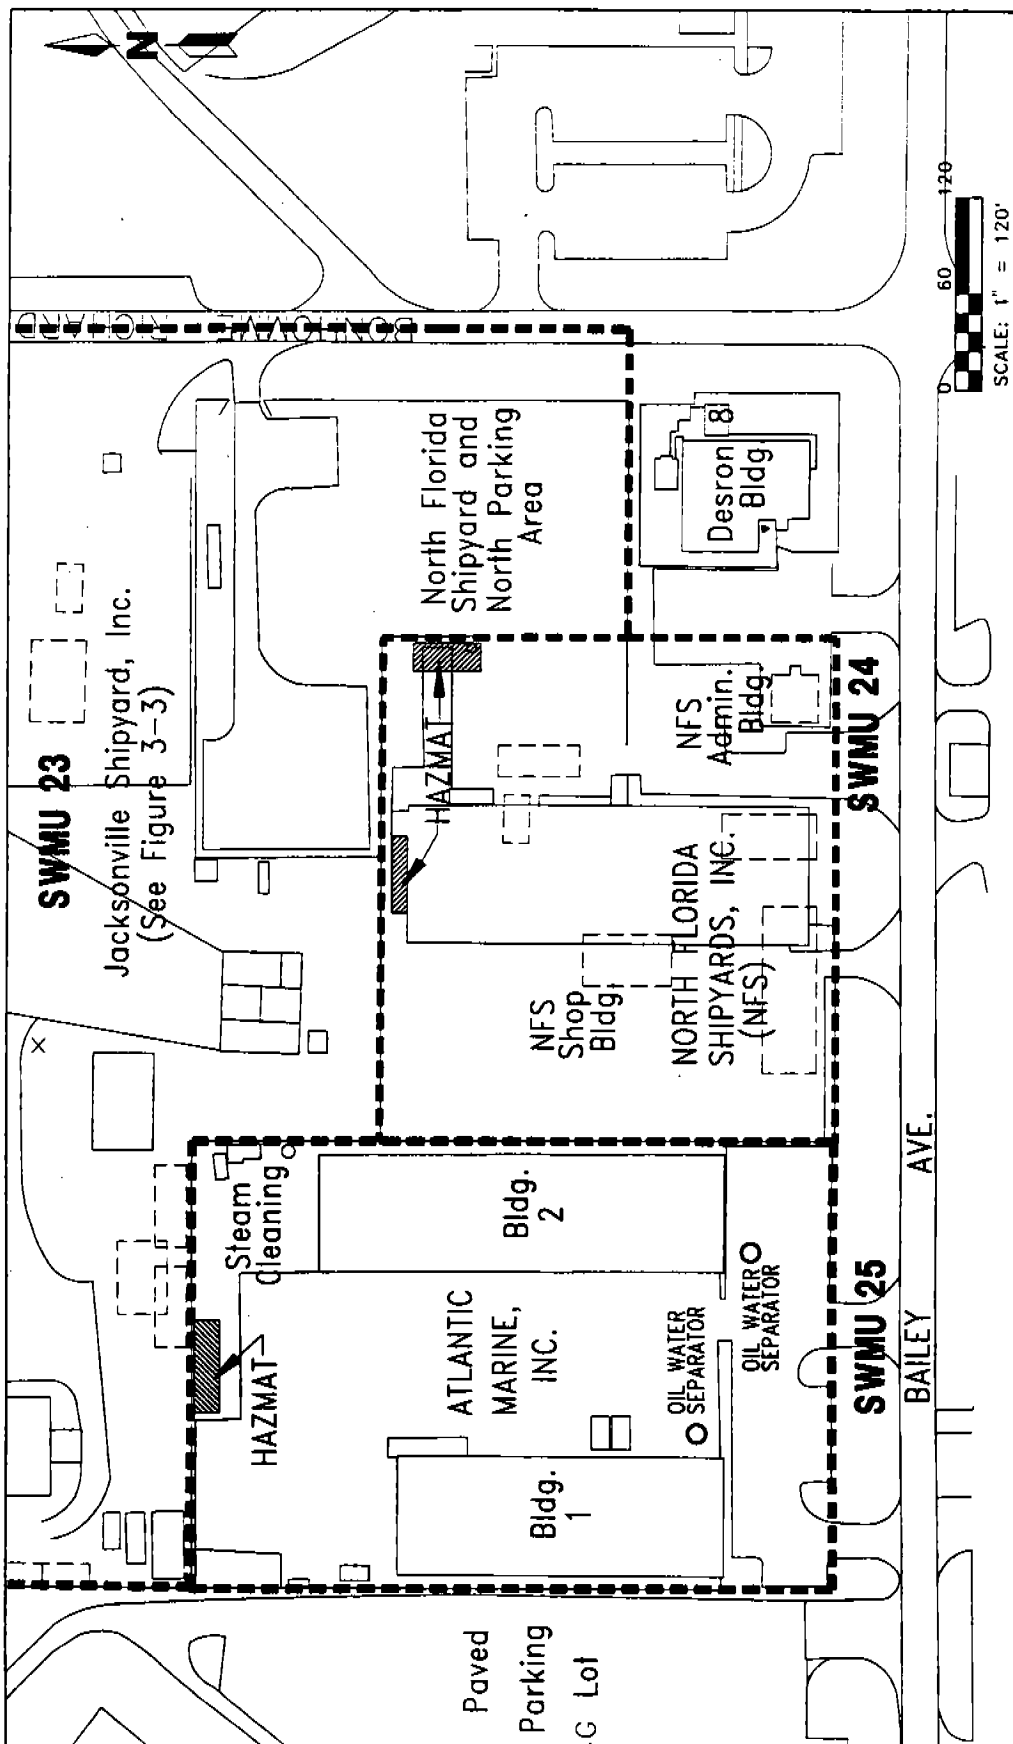 N
SWMU 23
Jacksonville Shipyard, Inc.
(See Figure 3-3)
BONHOME RICHARD
North Florida
Shipyard and
North Parking
Area
HAZMAT
Desron 8
Bldg.
NFS
Admin.
Bldg.
SWMU 24
NFS
Shop
Bldg.
NORTH FLORIDA
SHIPYARDS, INC.
(NFS)
Steam
Cleaning
HAZMAT
Bldg.
2
ATLANTIC
MARINE,
INC.
OIL WATER
SEPARATOR
OIL WATER
SEPARATOR
Bldg.
1
SWMU 25
BAILEY AVE.
Paved
Parking
G Lot
0 60 120
SCALE: 1" = 120'